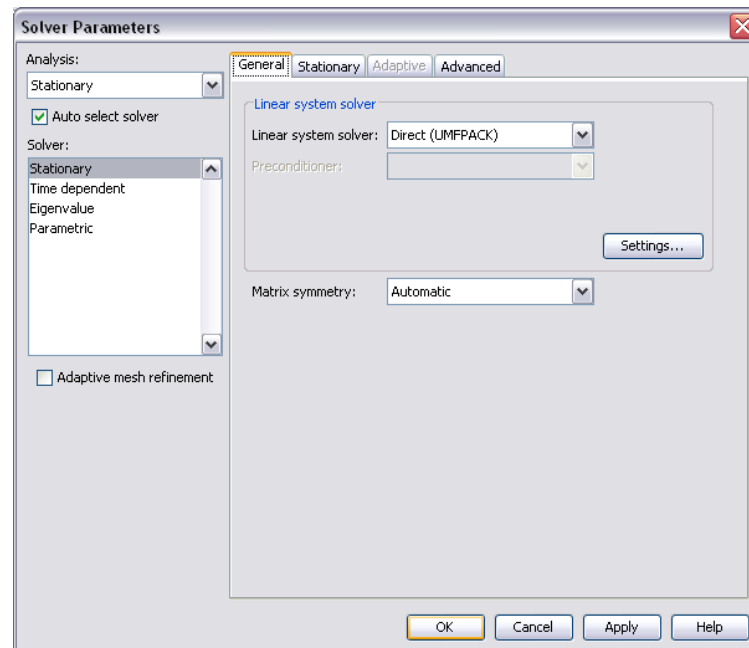 Solver Parameters
Analysis:
Stationary
Auto select solver
Solver:
Stationary
Time dependent
Eigenvalue
Parametric
Adaptive mesh refinement
General Stationary Adaptive Advanced
Linear system solver
Linear system solver: Direct (UMFPACK)
Preconditioner:
Settings...
Matrix symmetry: Automatic
OK Cancel Apply Help